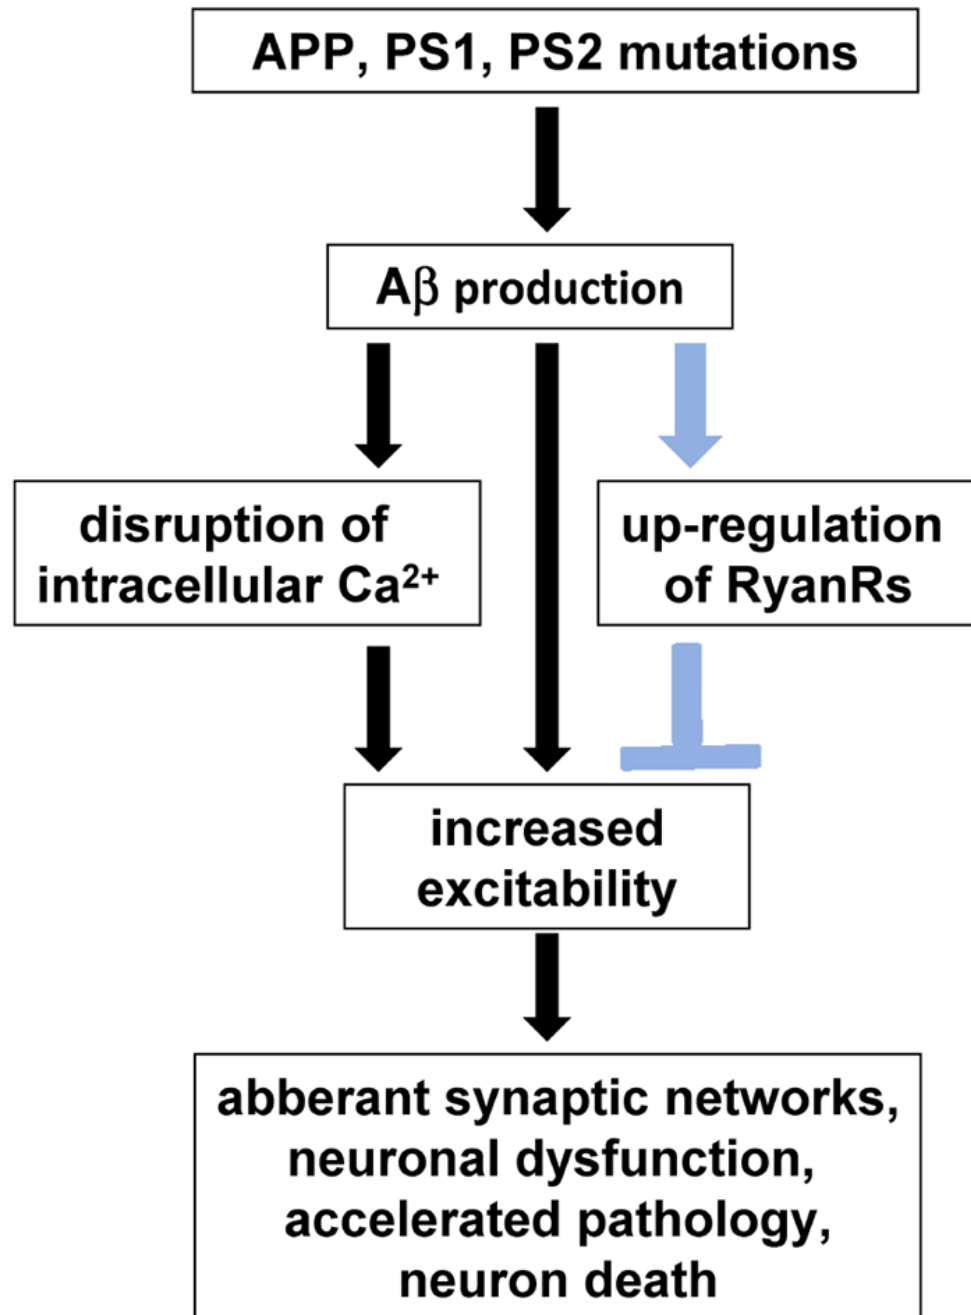 APP, PS1, PS2 mutations
Aβ production
disruption of
intracellular Ca²⁺
up-regulation
of RyanRs
increased
excitability
abberant synaptic networks,
neuronal dysfunction,
accelerated pathology,
neuron death